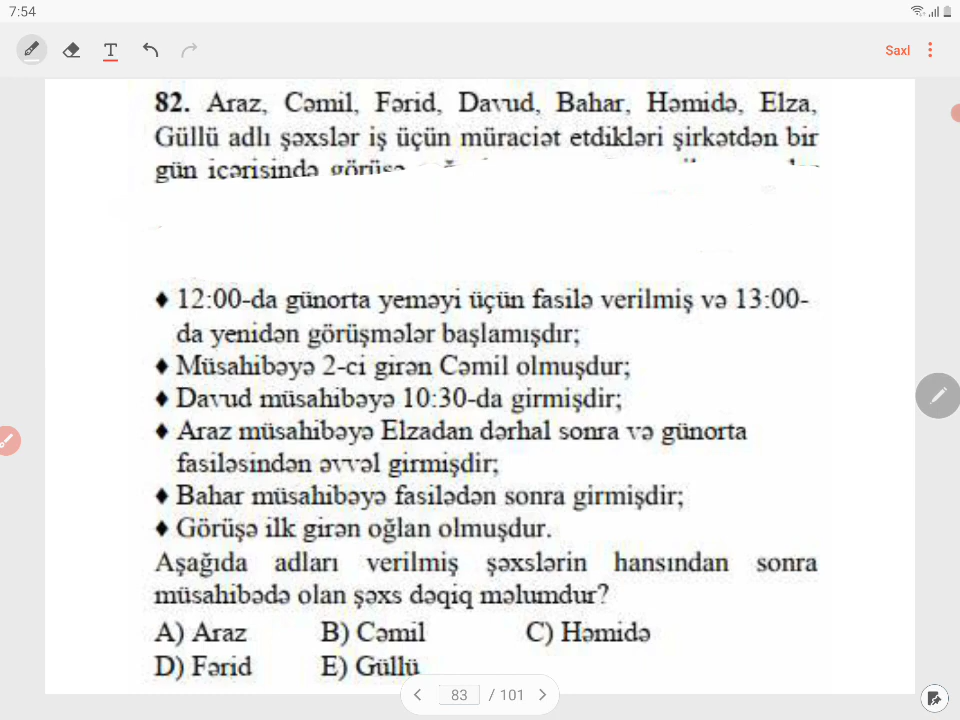 7:54
T
Saxl
82. Araz, Cəmil, Fərid, Davud, Bahar, Həmidə, Elza,
Güllü adlı şəxslər iş üçün müraciət etdikləri şirkətdən bir
gün içərisində görüşə
♦ 12:00-da günorta yeməyi üçün fasilə verilmiş və 13:00-
da yenidən görüşmələr başlamışdır;
♦ Müsahibəyə 2-ci girən Cəmil olmuşdur;
♦ Davud müsahibəyə 10:30-da girmişdir;
♦ Araz müsahibəyə Elzadan dərhal sonra və günorta
fasiləsindən əvvəl girmişdir;
♦ Bahar müsahibəyə fasilədən sonra girmişdir;
♦ Görüşə ilk girən oğlan olmuşdur.
Aşağıda adları verilmiş şəxslərin hansından sonra
müsahibədə olan şəxs dəqiq məlumdur?
A) Araz B) Cəmil C) Həmidə
D) Fərid E) Güllü
83 / 101